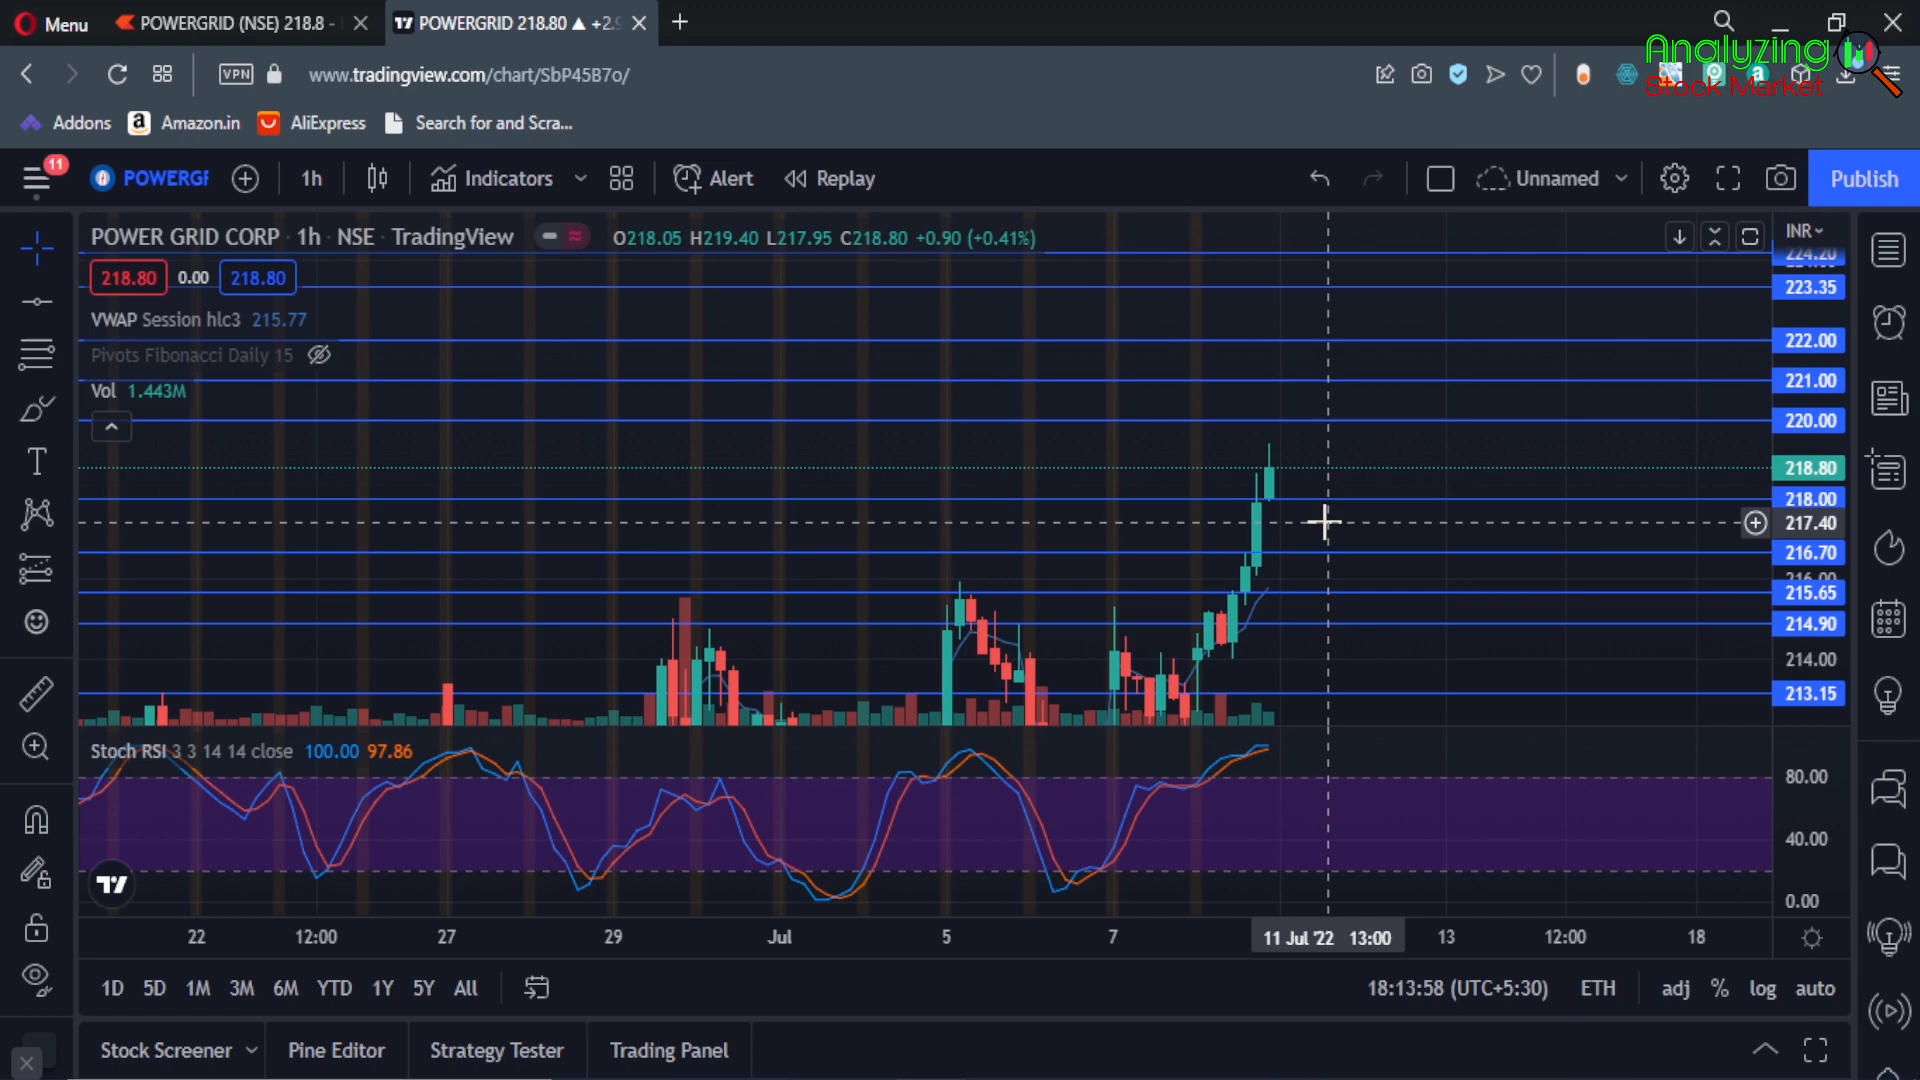 Menu
POWERGRID (NSE) 218.8 -
POWERGRID 218.80 ▲ +2.9
Analyzing
Stock Market
VPN
www.tradingview.com/chart/SbP45B7o/
Addons
Amazon.in
AliExpress
Search for and Scra...
11
POWERGR
1h
Indicators
Alert
Replay
Unnamed
Publish
POWER GRID CORP · 1h · NSE · TradingView
O218.05 H219.40 L217.95 C218.80 +0.90 (+0.41%)
INR
218.80
0.00
218.80
VWAP Session hlc3 215.77
Pivots Fibonacci Daily 15
Vol 1.443M
224.20
223.35
222.00
221.00
220.00
218.80
218.00
217.40
216.70
216.00
215.65
214.90
214.00
213.15
Stoch RSI 3 3 14 14 close 100.00 97.86
80.00
40.00
0.00
22
12:00
27
29
Jul
5
7
11 Jul '22 13:00
13
12:00
18
1D
5D
1M
3M
6M
YTD
1Y
5Y
All
18:13:58 (UTC+5:30)
ETH
adj
%
log
auto
Stock Screener
Pine Editor
Strategy Tester
Trading Panel